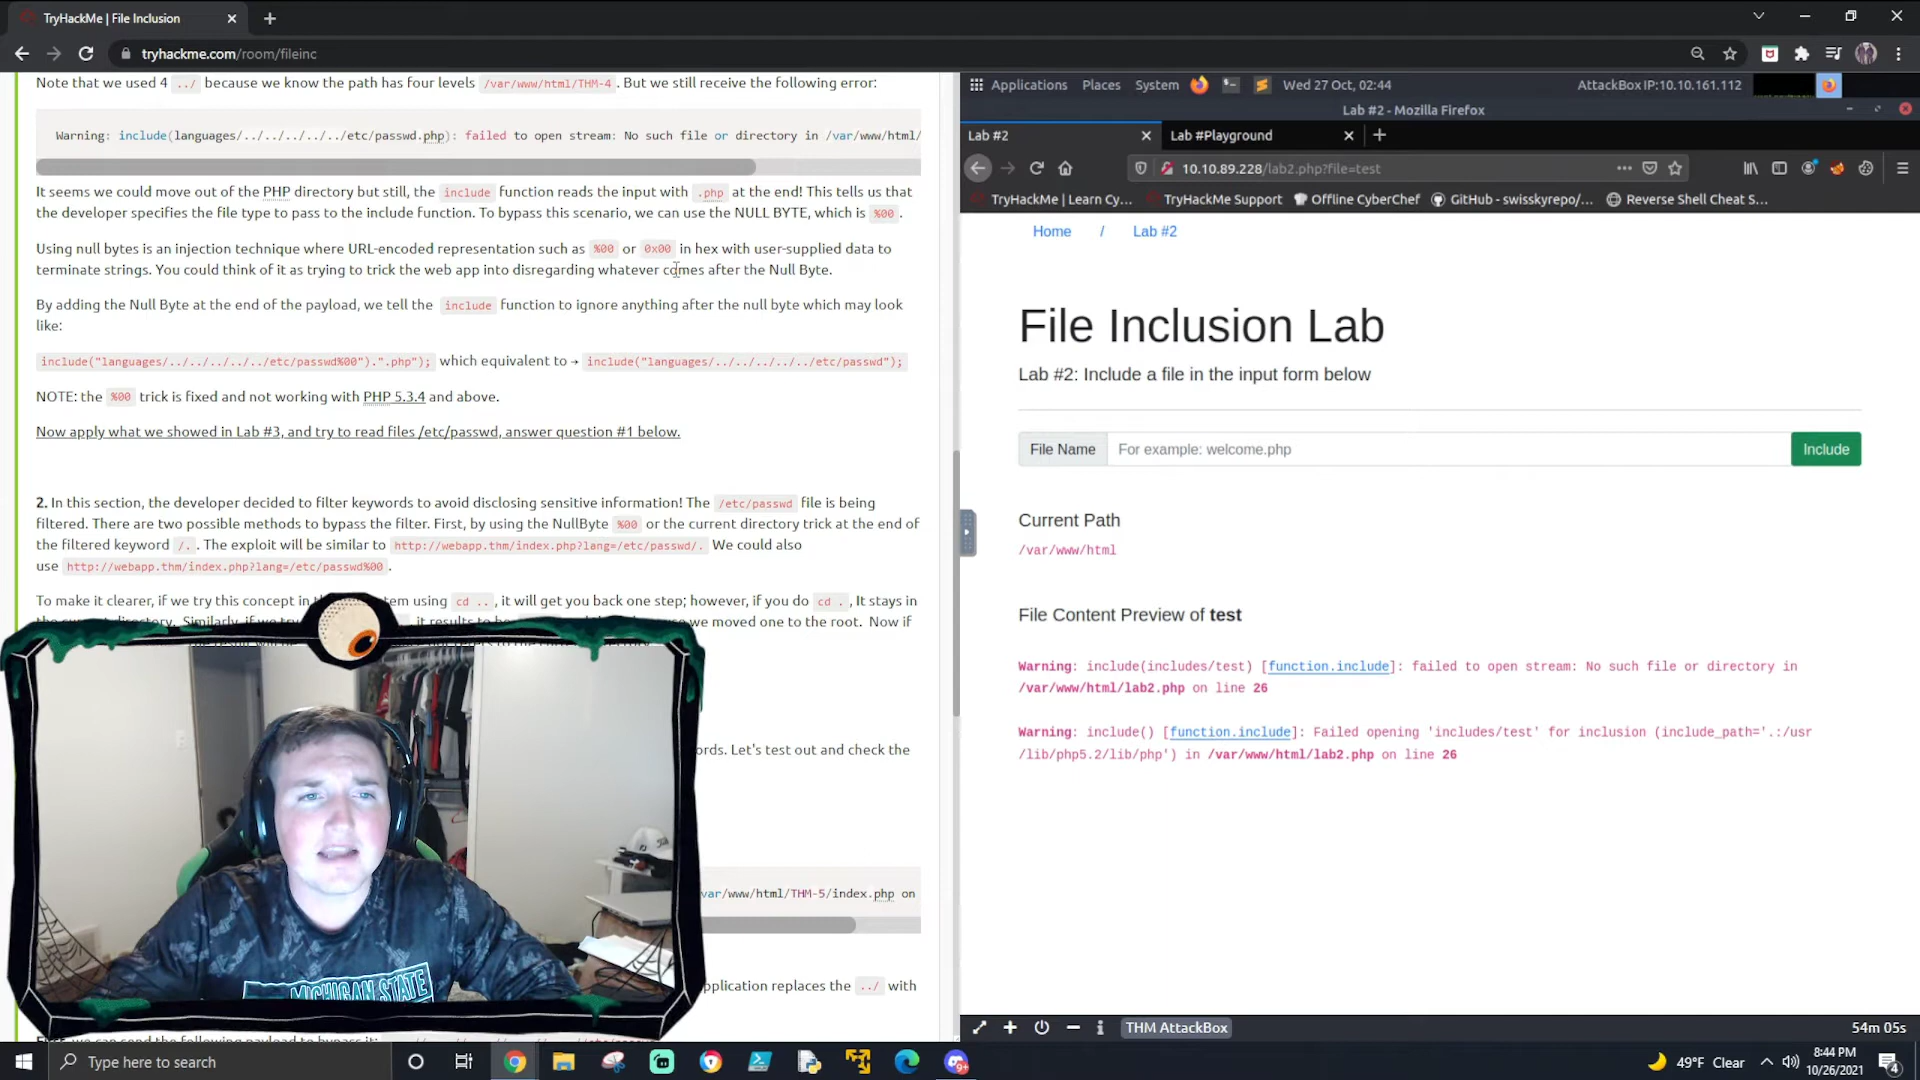 TryHackMe | File Inclusion
tryhackme.com/room/fileinc
Note that we used 4 ../ because we know the path has four levels /var/www/html/THM-4 . But we still receive the following error:
Warning: include(languages/../../../../../etc/passwd.php): failed to open stream: No such file or directory in /var/www/html/
It seems we could move out of the PHP directory but still, the include function reads the input with .php at the end! This tells us that
the developer specifies the file type to pass to the include function. To bypass this scenario, we can use the NULL BYTE, which is %00 .
Using null bytes is an injection technique where URL-encoded representation such as %00 or 0x00 in hex with user-supplied data to
terminate strings. You could think of it as trying to trick the web app into disregarding whatever comes after the Null Byte.
By adding the Null Byte at the end of the payload, we tell the include function to ignore anything after the null byte which may look
like:
include("languages/../../../../../etc/passwd%00").".php"); which equivalent to → include("languages/../../../../../etc/passwd");
NOTE: the %00 trick is fixed and not working with PHP 5.3.4 and above.
Now apply what we showed in Lab #3, and try to read files /etc/passwd, answer question #1 below.
2. In this section, the developer decided to filter keywords to avoid disclosing sensitive information! The /etc/passwd file is being
filtered. There are two possible methods to bypass the filter. First, by using the NullByte %00 or the current directory trick at the end of
the filtered keyword /. . The exploit will be similar to http://webapp.thm/index.php?lang=/etc/passwd/. We could also
use http://webapp.thm/index.php?lang=/etc/passwd%00 .
To make it clearer, if we try this concept in th tem using cd .. , it will get you back one step; however, if you do cd . , It stays in
we moved one to the root. Now if
rds. Let's test out and check the
var/www/html/THM-5/index.php on
pplication replaces the ../ with
MICHIGAN STATE
Applications Places System Wed 27 Oct, 02:44 AttackBox IP:10.10.161.112
Lab #2 - Mozilla Firefox
Lab #2 Lab #Playground
10.10.89.228/lab2.php?file=test
TryHackMe | Learn Cy... TryHackMe Support Offline CyberChef GitHub - swisskyrepo/... Reverse Shell Cheat S...
Home / Lab #2
File Inclusion Lab
Lab #2: Include a file in the input form below
File Name For example: welcome.php Include
Current Path
/var/www/html
File Content Preview of test
Warning: include(includes/test) [function.include]: failed to open stream: No such file or directory in
/var/www/html/lab2.php on line 26
Warning: include() [function.include]: Failed opening 'includes/test' for inclusion (include_path='.:/usr
/lib/php5.2/lib/php') in /var/www/html/lab2.php on line 26
THM AttackBox 54m 05s
Type here to search
9+
49°F Clear
8:44 PM
10/26/2021
4